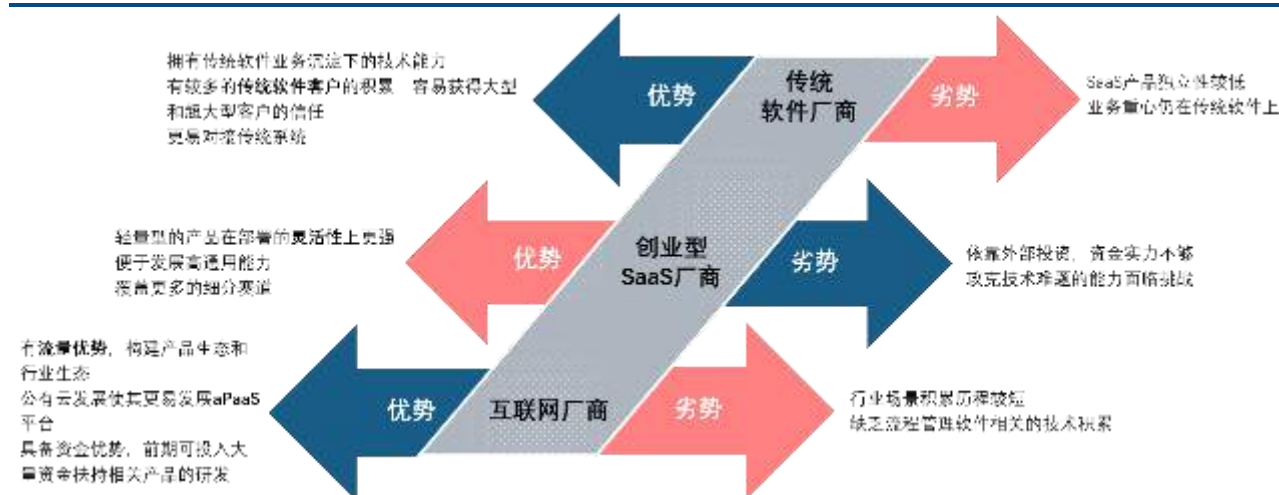 拥有传统软件业务沉淀下的技术能力
有较多的传统软件客户的积累 容易获得大型
和超大型客户的信任
更易对接传统系统
优势
传统
软件厂商
劣势
SaaS产品独立性较低
业务重心仍在传统软件上
轻量型的产品在部署的灵活性上更强
便于发展高通用能力
覆盖更多的细分赛道
优势
创业型
SaaS厂商
劣势
依靠外部投资，资金实力不够
攻克技术难题的能力面临挑战
有流量优势，构建产品生态和
行业生态
公有云发展使其更易发展aPaaS
平台
具备资金优势，前期可投入大
量资金扶持相关产品的研发
优势
互联网厂商
劣势
行业场景积累历程较短
缺乏流程管理软件相关的技术积累